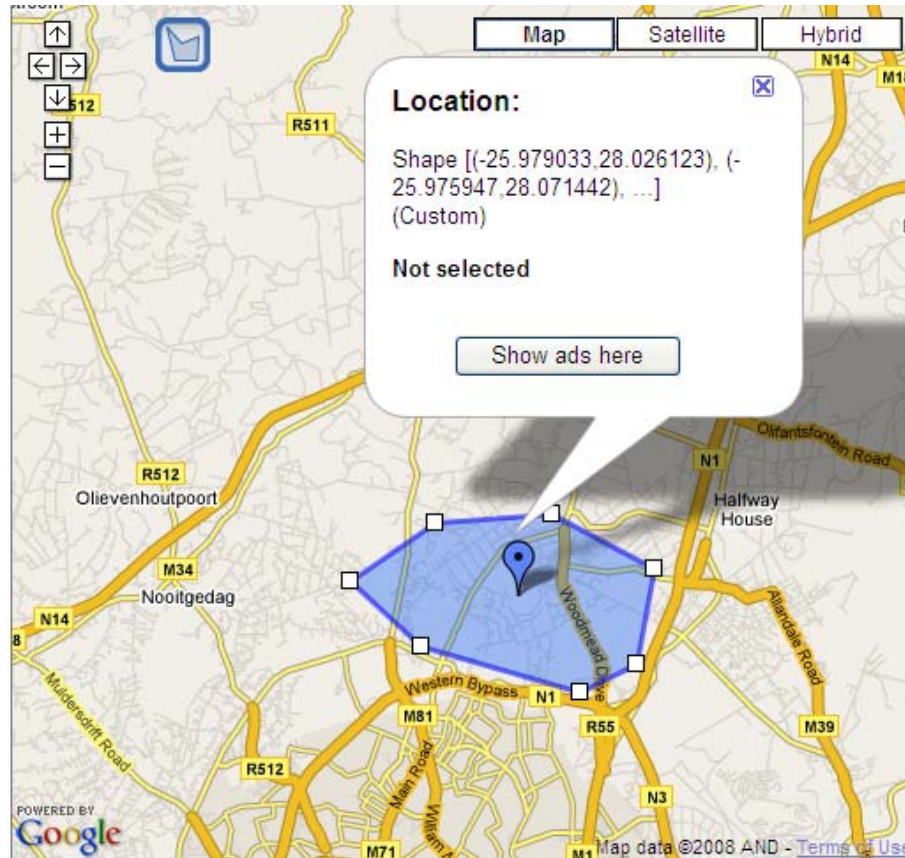 Map
Satellite
Hybrid
N14
512
R511
Location:
Shape [(-25.979033,28.026123), (-
25.975947,28.071442), ...]
(Custom)
Not selected
Show ads here
Olifantsfontein Road
N1
R512
Olievenhoutpoort
Halfway
House
M34
Nooitgedag
N14
8
Woodmead Drive
Allandale Road
Western Bypass
N1
Muldersdrift Road
M81
R55
M39
R512
Main Road
N3
POWERED BY
Google
M71
M1
Map data ©2008 AND - Terms of Use